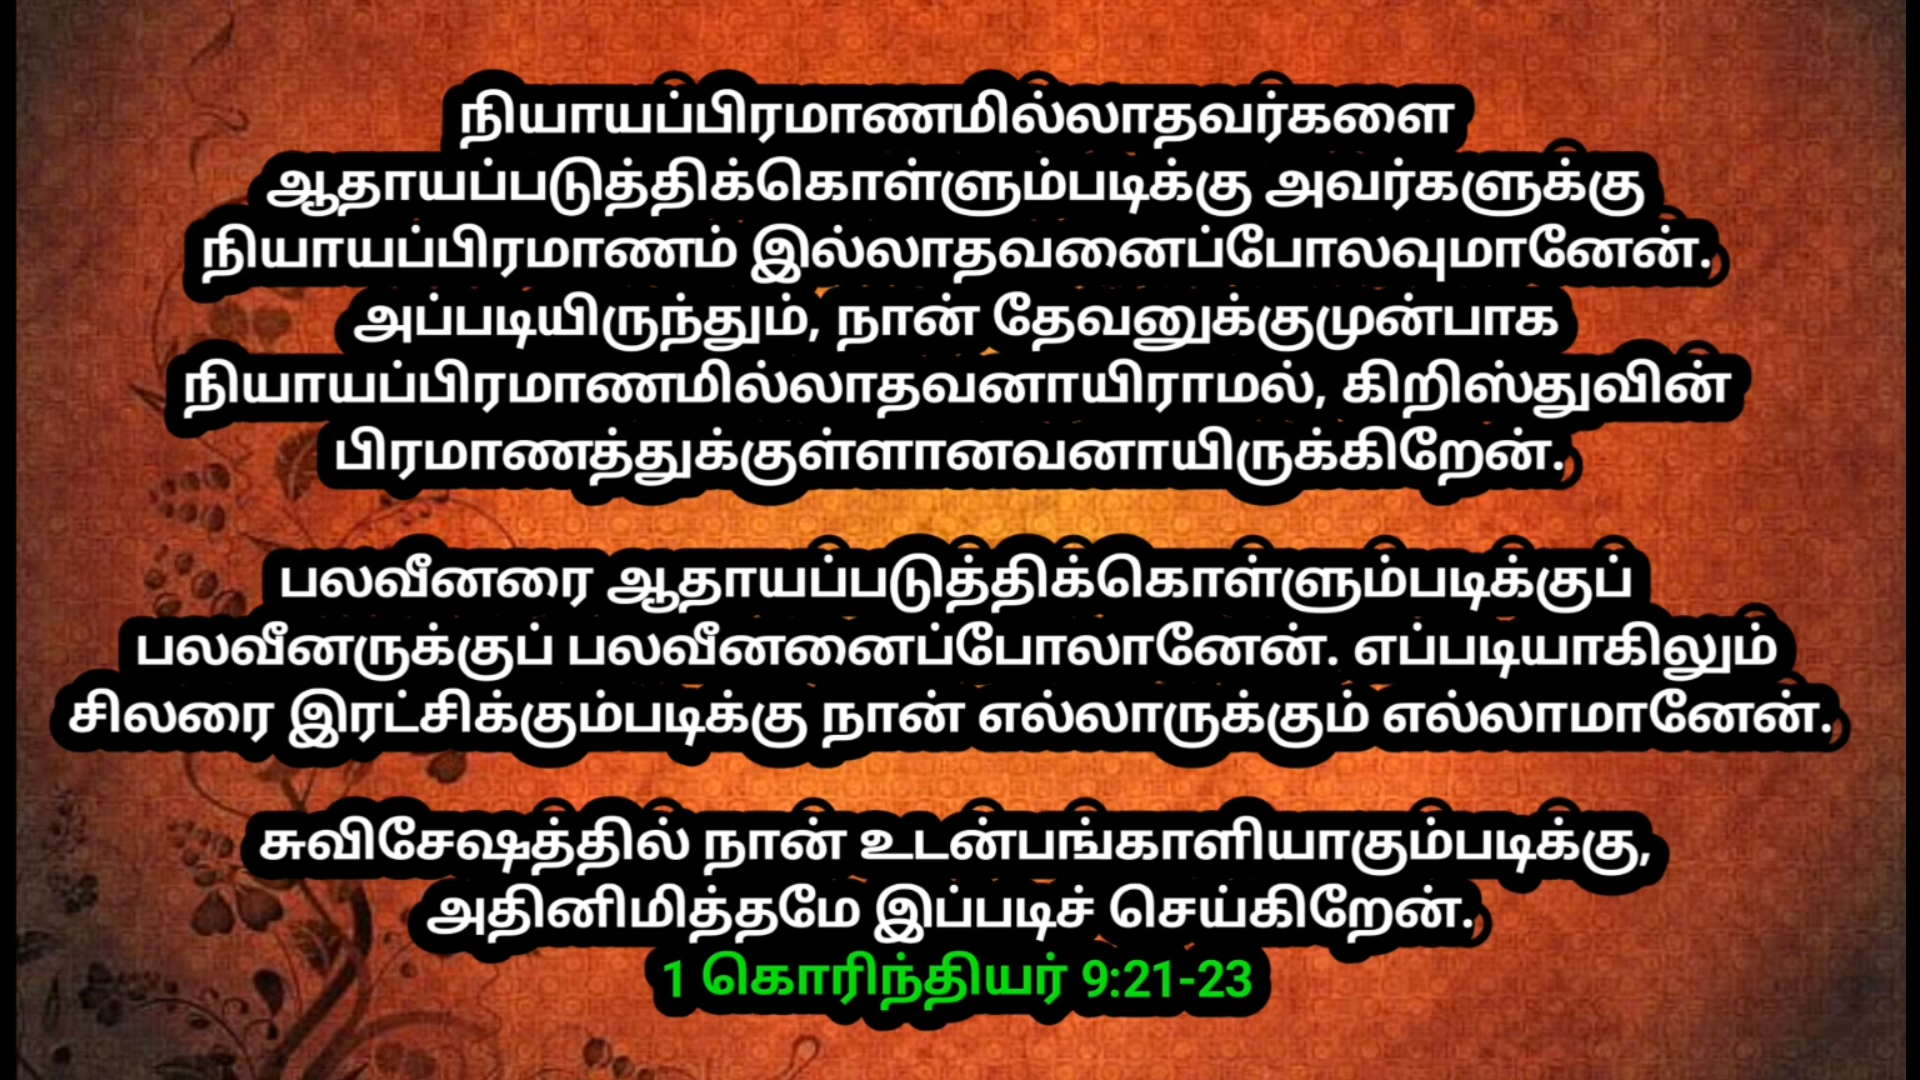 நியாயப்பிரமாணமில்லாதவர்களை
ஆதாயப்படுத்திக்கொள்ளும்படிக்கு அவர்களுக்கு
நியாயப்பிரமாணம் இல்லாதவனைப்போலவுமானேன்.
அப்படியிருந்தும், நான் தேவனுக்குமுன்பாக
நியாயப்பிரமாணமில்லாதவனாயிராமல், கிறிஸ்துவின்
பிரமாணத்துக்குள்ளானவனாயிருக்கிறேன்.
பலவீனரை ஆதாயப்படுத்திக்கொள்ளும்படிக்குப்
பலவீனருக்குப் பலவீனனைப்போலானேன். எப்படியாகிலும்
சிலரை இரட்சிக்கும்படிக்கு நான் எல்லாருக்கும் எல்லாமானேன்.
சுவிசேஷத்தில் நான் உடன்பங்காளியாகும்படிக்கு,
அதினிமித்தமே இப்படிச் செய்கிறேன்.
1 கொரிந்தியர் 9:21-23